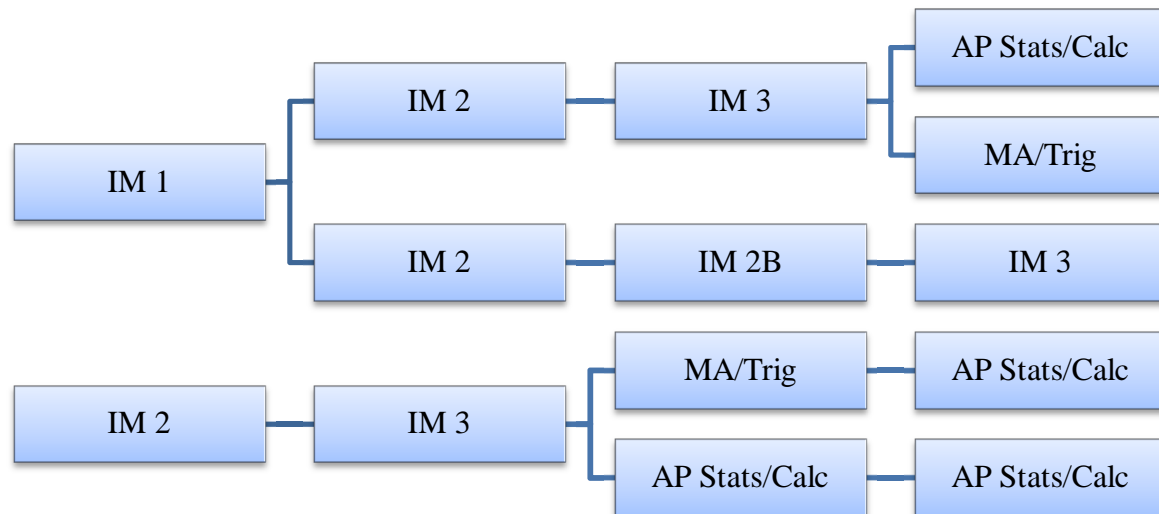 AP Stats/Calc
IM 2
IM 3
MA/Trig
IM 1
IM 2
IM 2B
IM 3
MA/Trig
AP Stats/Calc
IM 2
IM 3
AP Stats/Calc
AP Stats/Calc